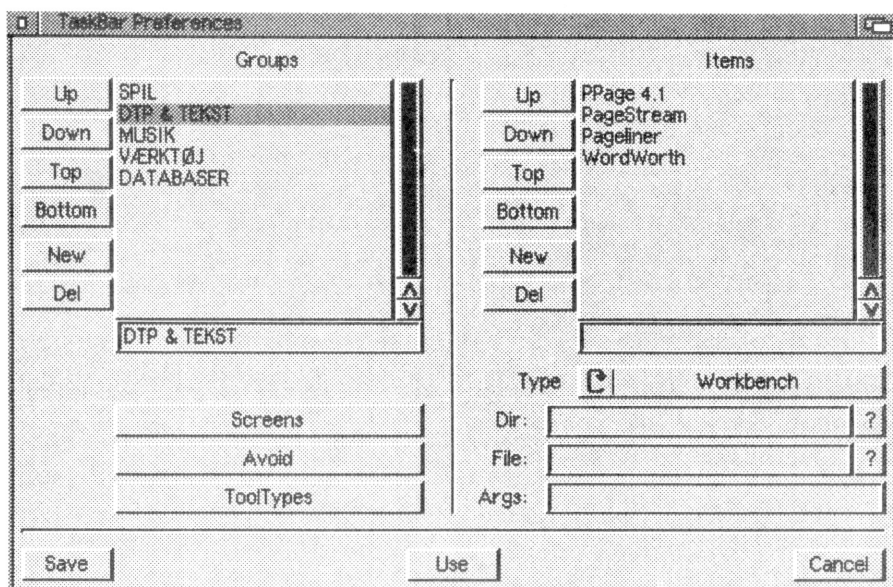 TaskBar Preferences
Groups
Up
Down
Top
Bottom
New
Del
SPIL
DTP & TEKST
MUSIK
VÆRKTØJ
DATABASER
DTP & TEKST
Screens
Avoid
ToolTypes
Items
Up
Down
Top
Bottom
New
Del
PPage 4.1
PageStream
Pageliner
WordWorth
Type Workbench
Dir: ?
File: ?
Args:
Save Use Cancel